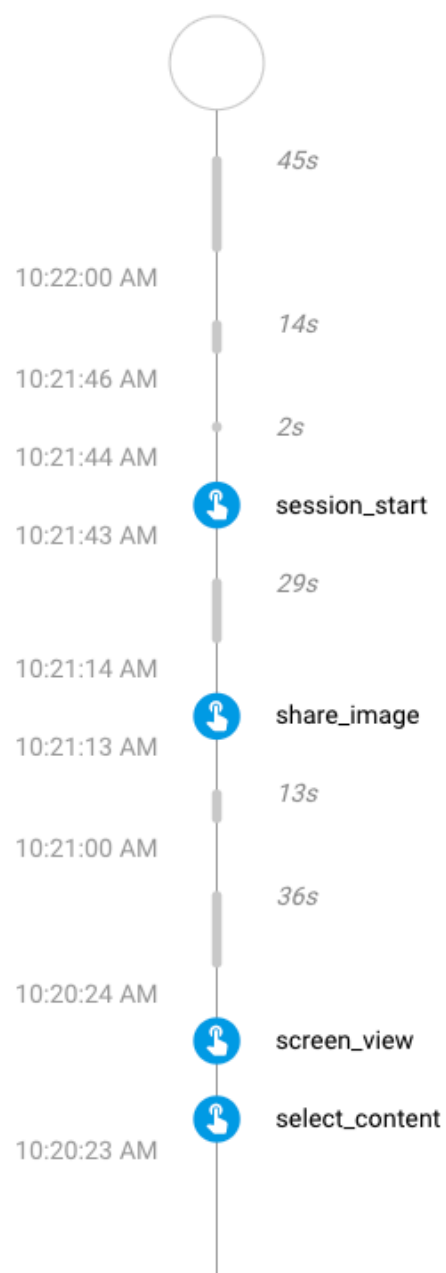 45s
10:22:00 AM
14s
10:21:46 AM
2s
10:21:44 AM
session_start
10:21:43 AM
29s
10:21:14 AM
share_image
10:21:13 AM
13s
10:21:00 AM
36s
10:20:24 AM
screen_view
select_content
10:20:23 AM